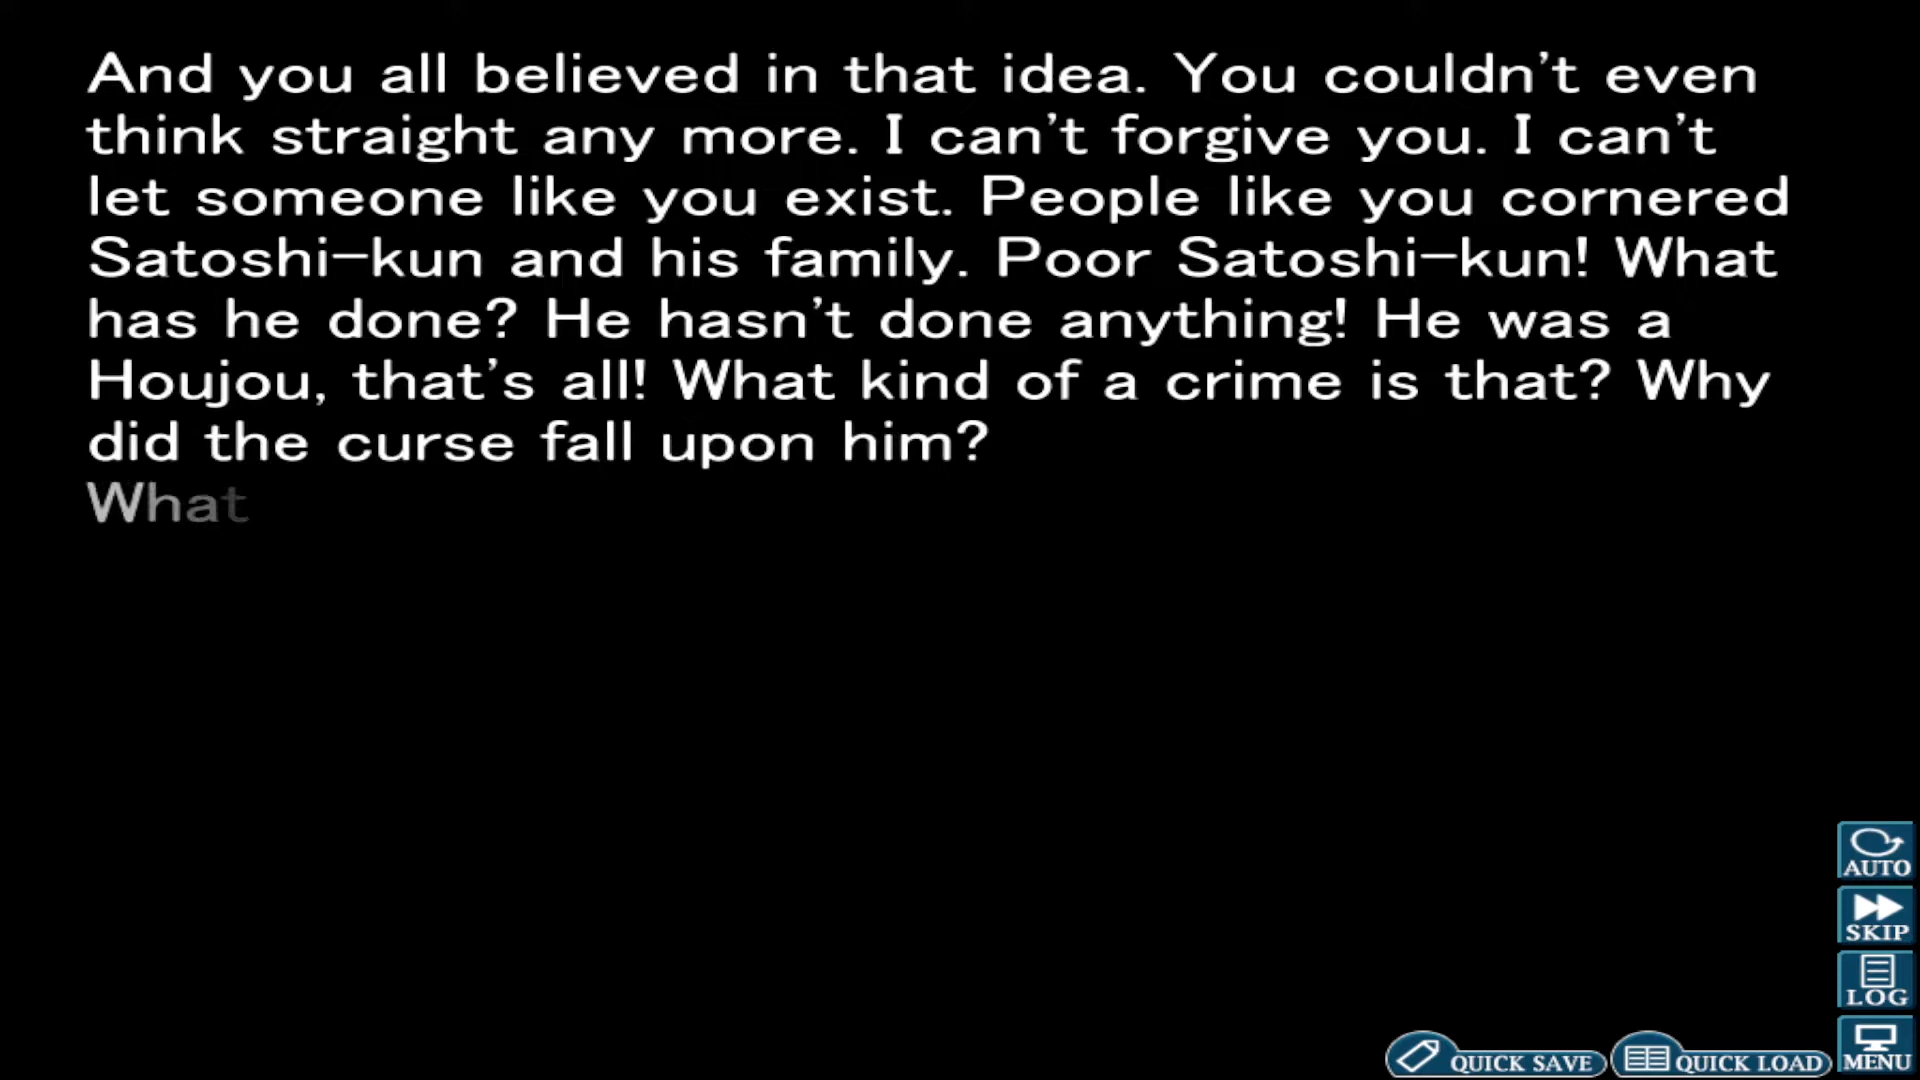 And you all believed in that idea. You couldn't even
think straight any more. I can't forgive you. I can't
let someone like you exist. People like you cornered
Satoshi-kun and his family. Poor Satoshi-kun! What
has he done? He hasn't done anything! He was a
Houjou, that's all! What kind of a crime is that? Why
did the curse fall upon him?
What
AUTO
SKIP
LOG
MENU
QUICK SAVE
QUICK LOAD